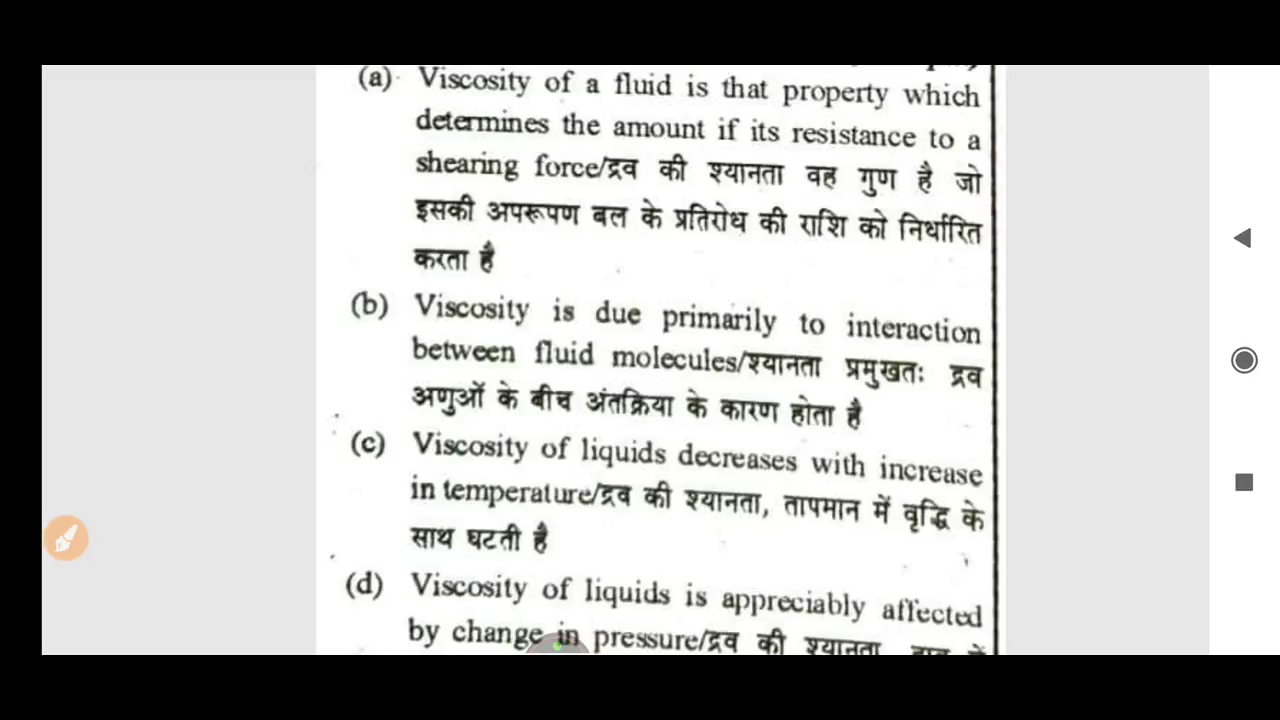 (a) Viscosity of a fluid is that property which
determines the amount if its resistance to a
shearing force/द्रव की श्यानता वह गुण है जो
इसकी अपरूपण बल के प्रतिरोध की राशि को निर्धारित
करता है
(b) Viscosity is due primarily to interaction
between fluid molecules/श्यानता प्रमुखतः द्रव
अणुओं के बीच अंतक्रिया के कारण होता है
(c) Viscosity of liquids decreases with increase
in temperature/द्रव की श्यानता, तापमान में वृद्धि के
साथ घटती है
(d) Viscosity of liquids is appreciably affected
by change in pressure/द्रव की श्यानता